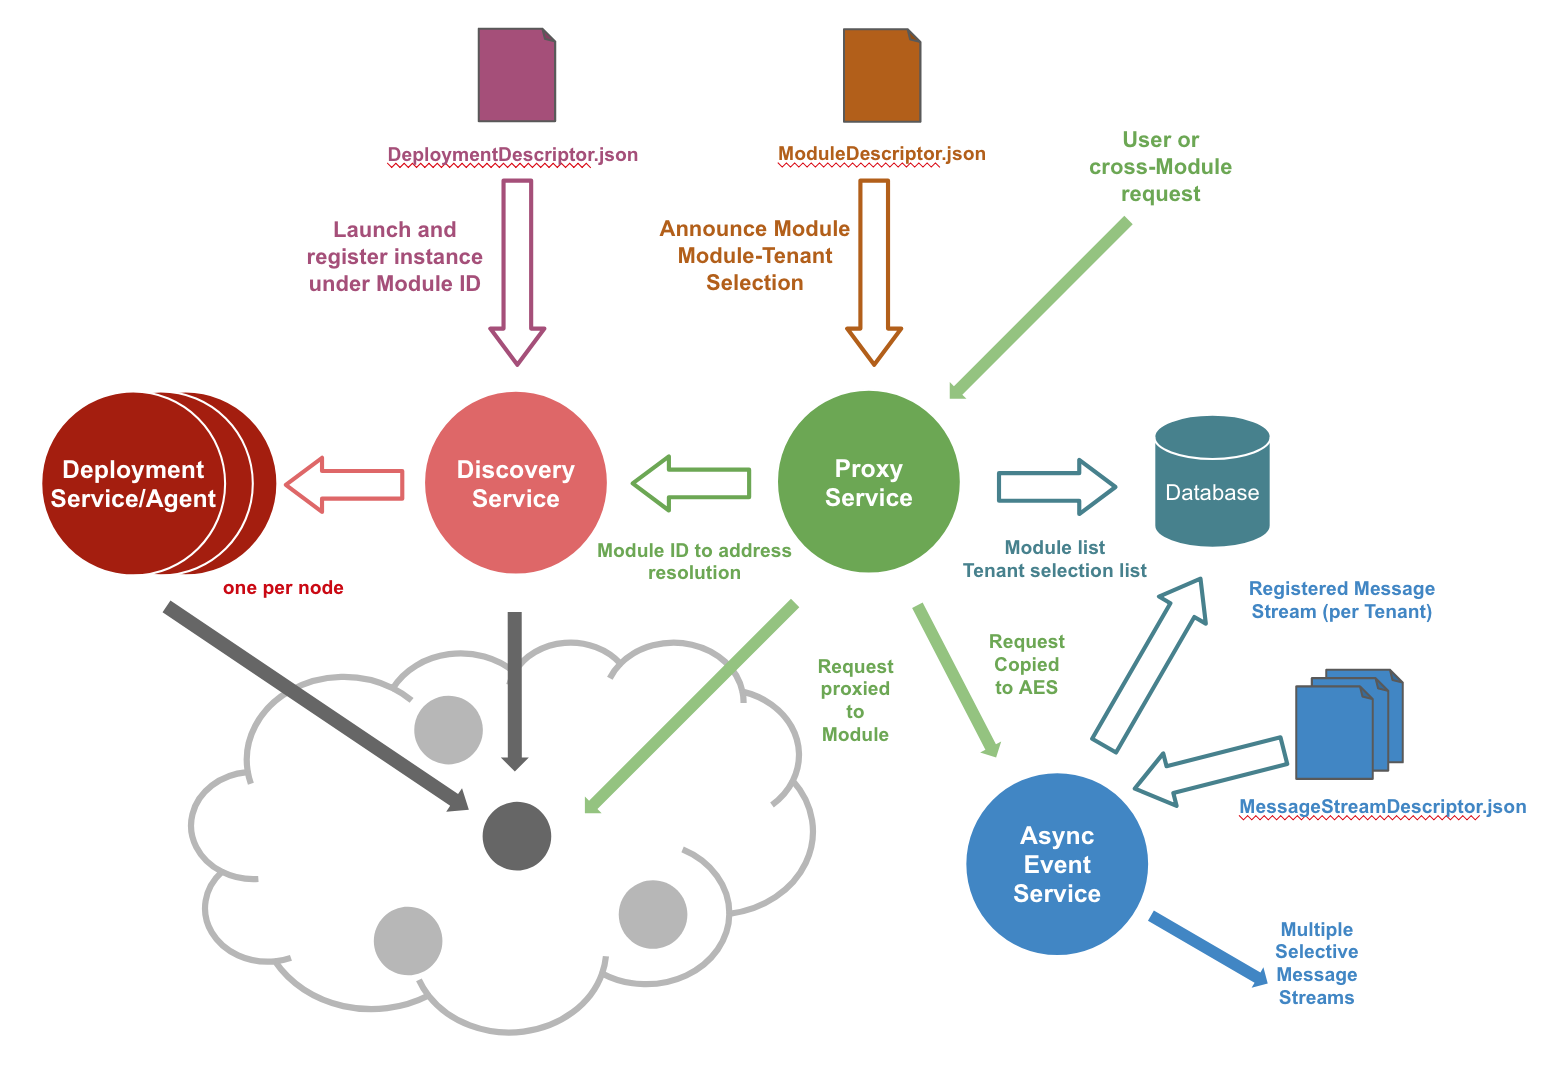 DeploymentDescriptor.json
ModuleDescriptor.json
User or
cross-Module
request
Launch and
register instance
under Module ID
Announce Module
Module-Tenant
Selection
Deployment
Service/Agent
Discovery
Service
Proxy
Service
Database
one per node
Module ID to address
resolution
Module list
Tenant selection list
Registered Message
Stream (per Tenant)
Request
proxied
to
Module
Request
Copied
to AES
MessageStreamDescriptor.json
Async
Event
Service
Multiple
Selective
Message
Streams